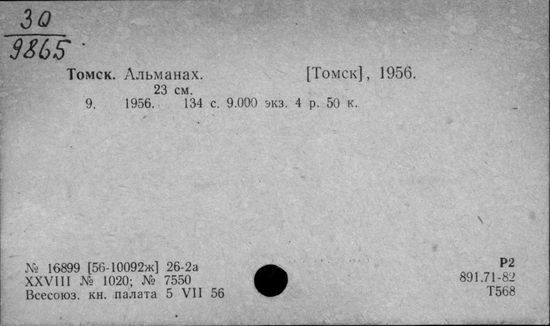 30
9865
Томск. Альманах. [Томск], 1956.
23 см.
9. 1956. 134 с. 9.000 экз. 4 р. 50 к.
№ 16899 [56-10092ж] 26-2а
XXVIII № 1020; № 7550
Всесоюз. кн. палата 5 VII 56
Р2
891.71-82
Т568